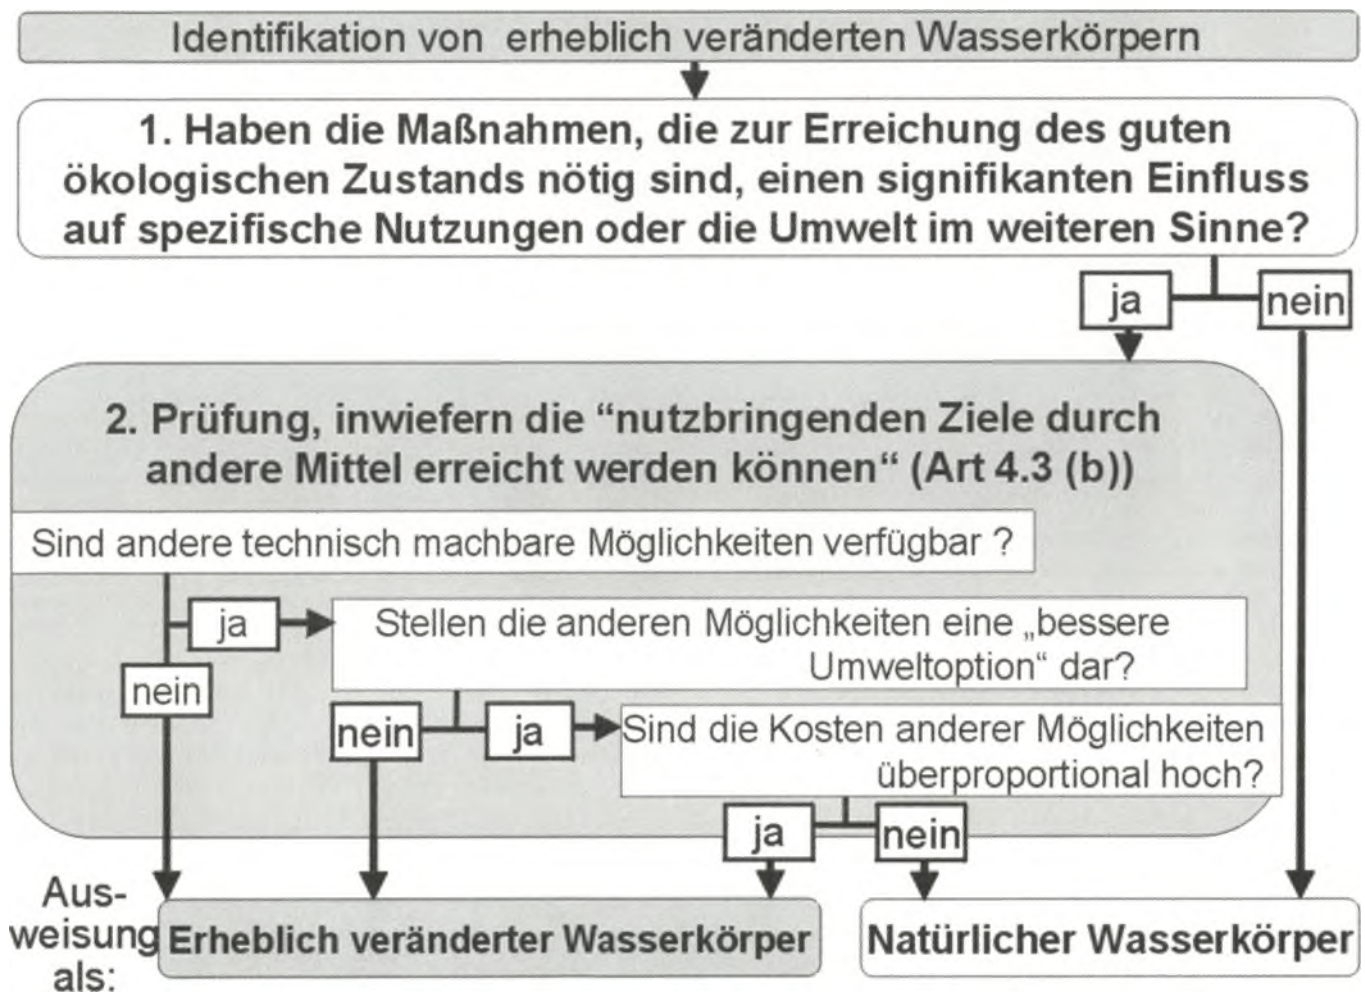 Identifikation von erheblich veränderten Wasserkörpern
1. Haben die Maßnahmen, die zur Erreichung des guten
ökologischen Zustands nötig sind, einen signifikanten Einfluss
auf spezifische Nutzungen oder die Umwelt im weiteren Sinne?
ja
nein
2. Prüfung, inwiefern die “nutzbringenden Ziele durch
andere Mittel erreicht werden können“ (Art 4.3 (b))
Sind andere technisch machbare Möglichkeiten verfügbar ?
ja
Stellen die anderen Möglichkeiten eine „bessere
Umweltoption“ dar?
nein
nein
ja
Sind die Kosten anderer Möglichkeiten
überproportional hoch?
ja
nein
Aus-
weisung
als:
Erheblich veränderter Wasserkörper
Natürlicher Wasserkörper